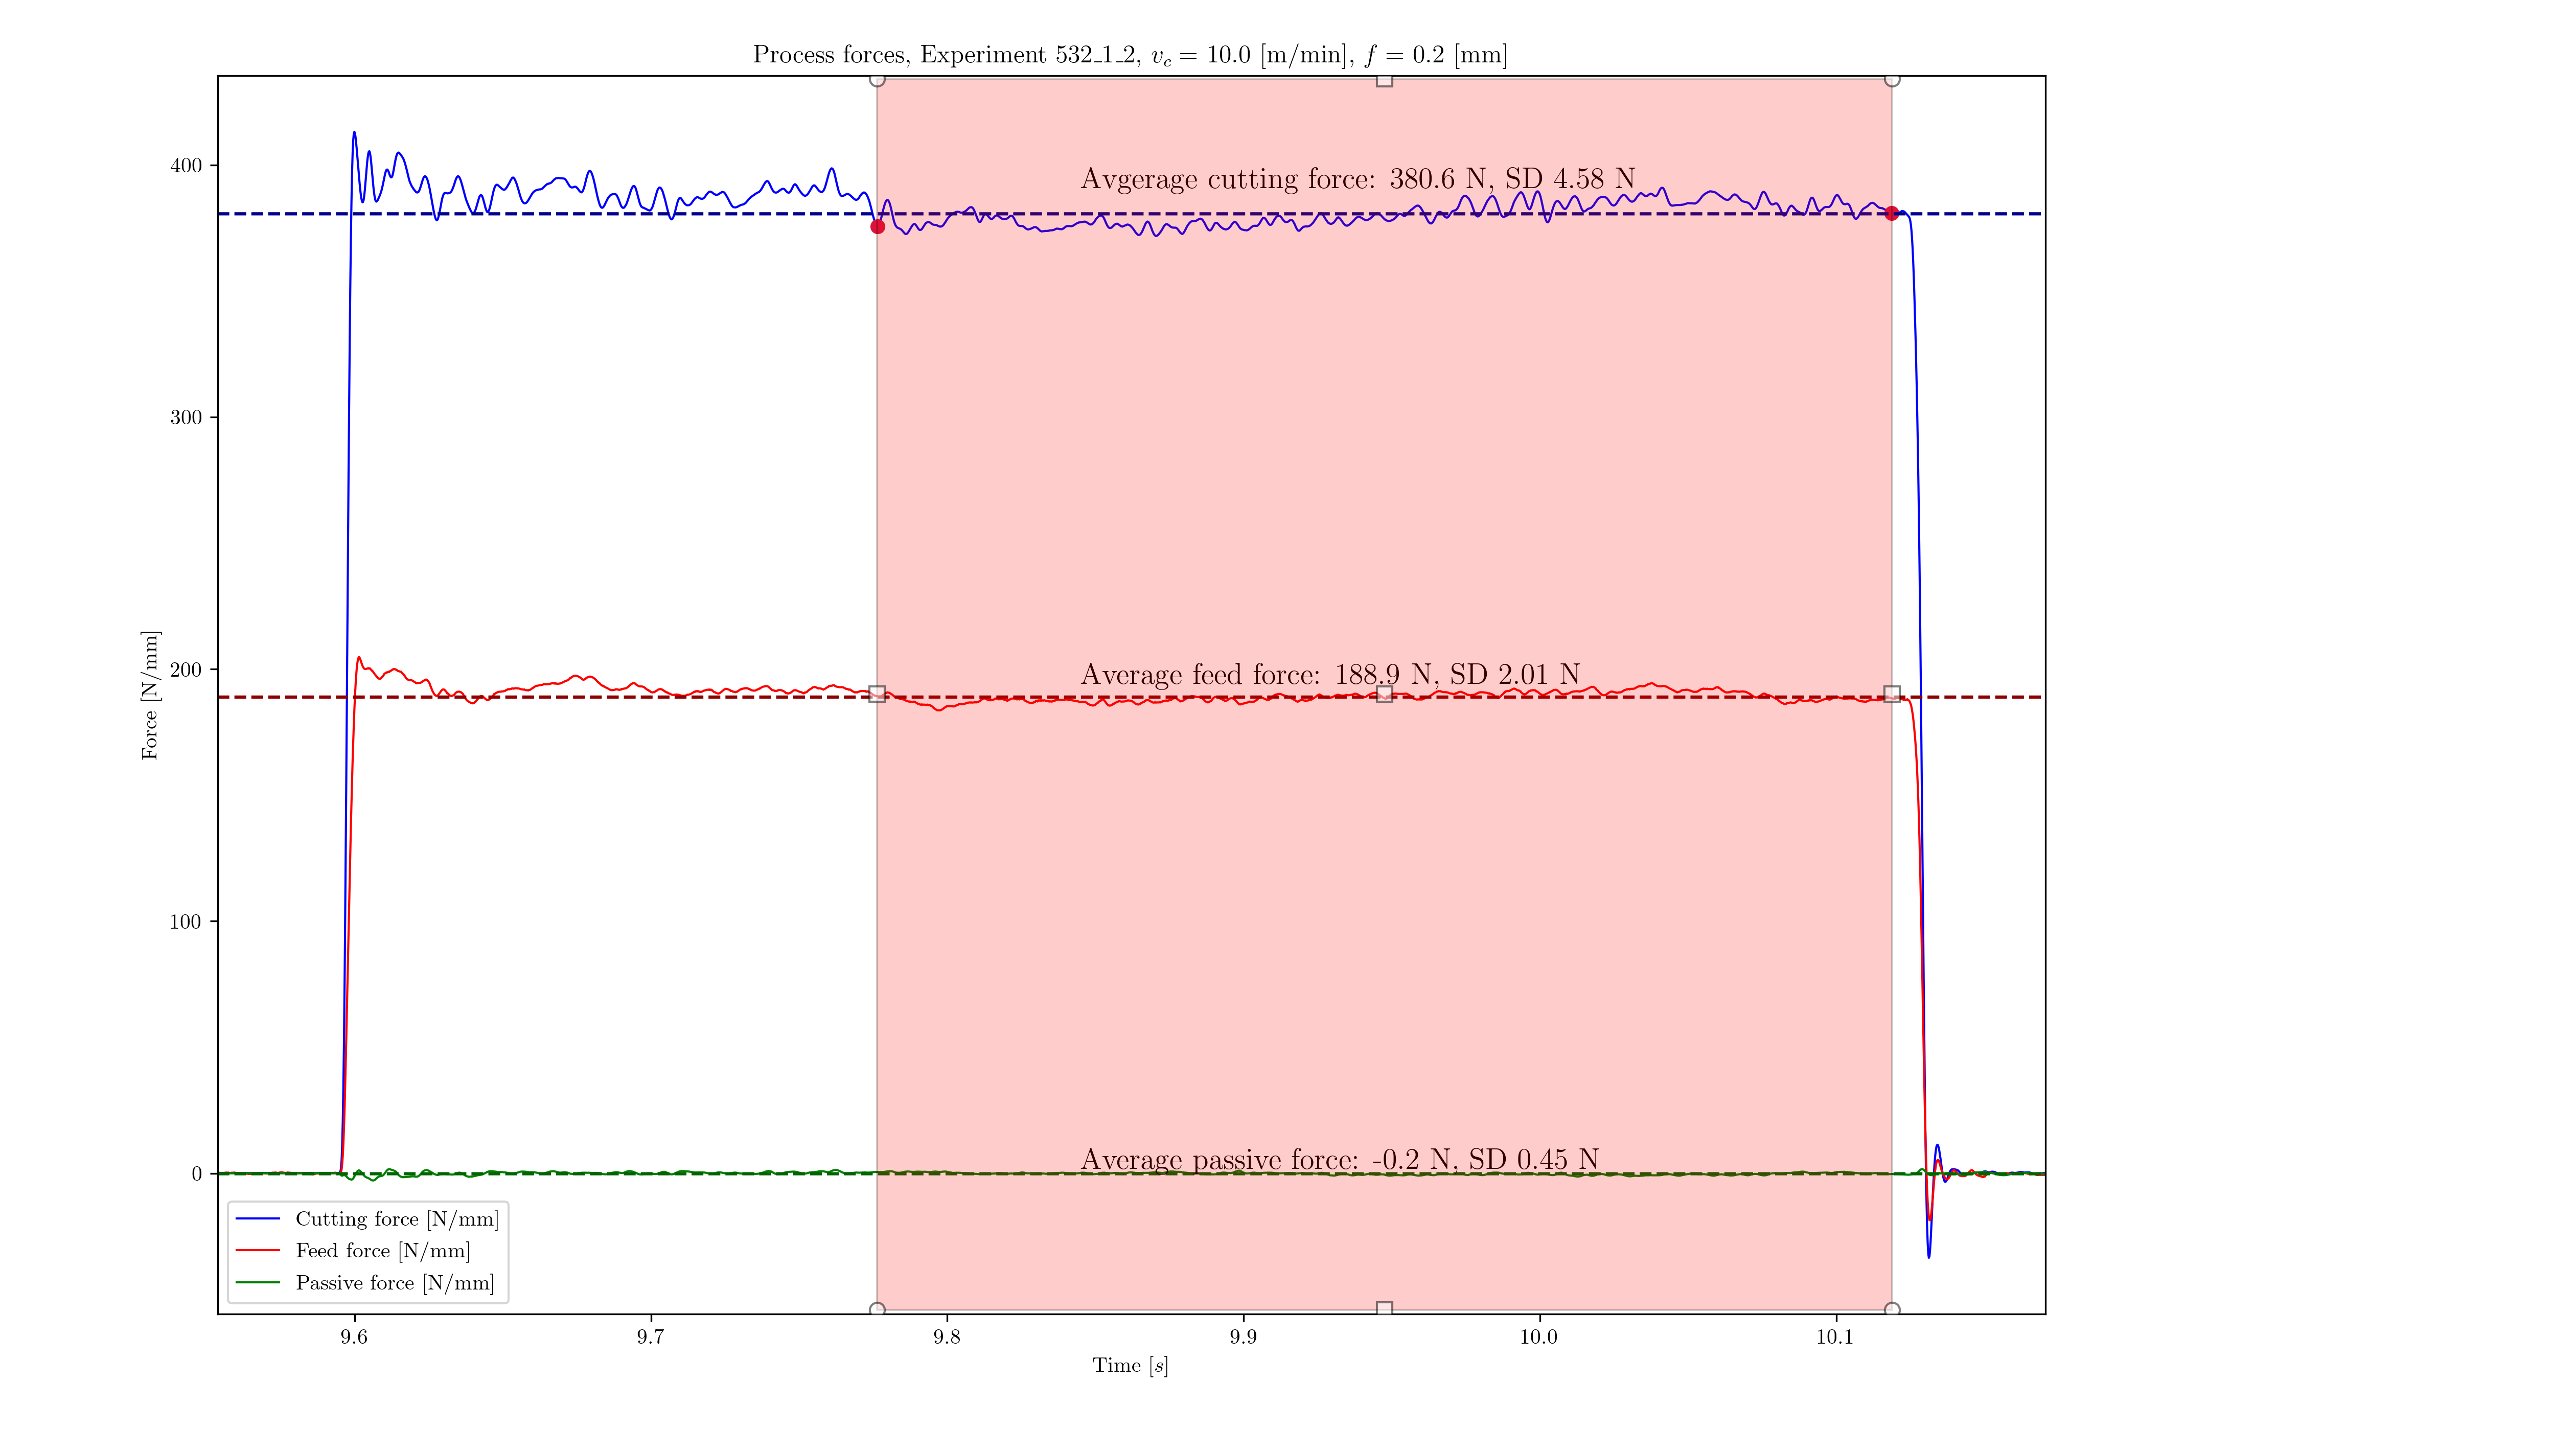 Process forces, Experiment 532_1_2, v_c = 10.0 [m/min], f = 0.2 [mm]
400
300
200
100
0
Force [N/mm]
Avgerage cutting force: 380.6 N, SD 4.58 N
Average feed force: 188.9 N, SD 2.01 N
Average passive force: -0.2 N, SD 0.45 N
Cutting force [N/mm]
Feed force [N/mm]
Passive force [N/mm]
9.6 9.7 9.8 9.9 10.0 10.1
Time [s]